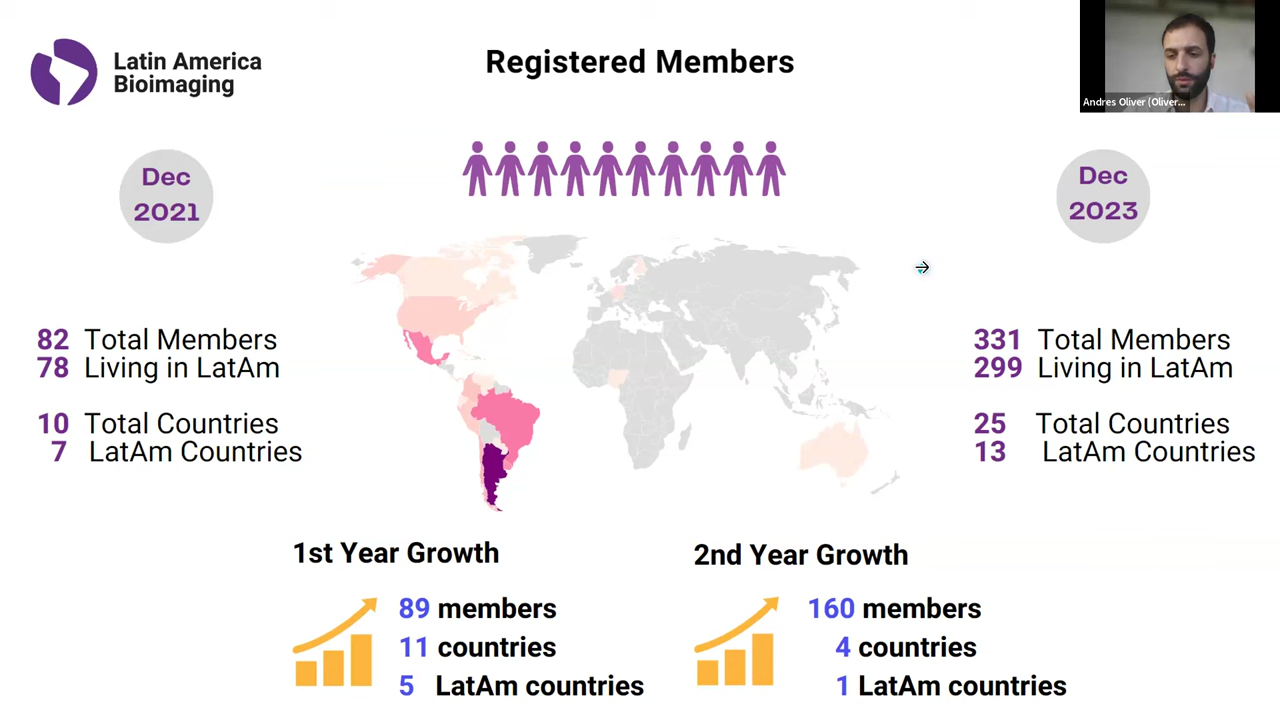 Latin America
Bioimaging
Registered Members
Andres Oliver (Oliver...
Dec
2021
Dec
2023
82 Total Members
78 Living in LatAm
10 Total Countries
7 LatAm Countries
331 Total Members
299 Living in LatAm
25 Total Countries
13 LatAm Countries
1st Year Growth
89 members
11 countries
5 LatAm countries
2nd Year Growth
160 members
4 countries
1 LatAm countries